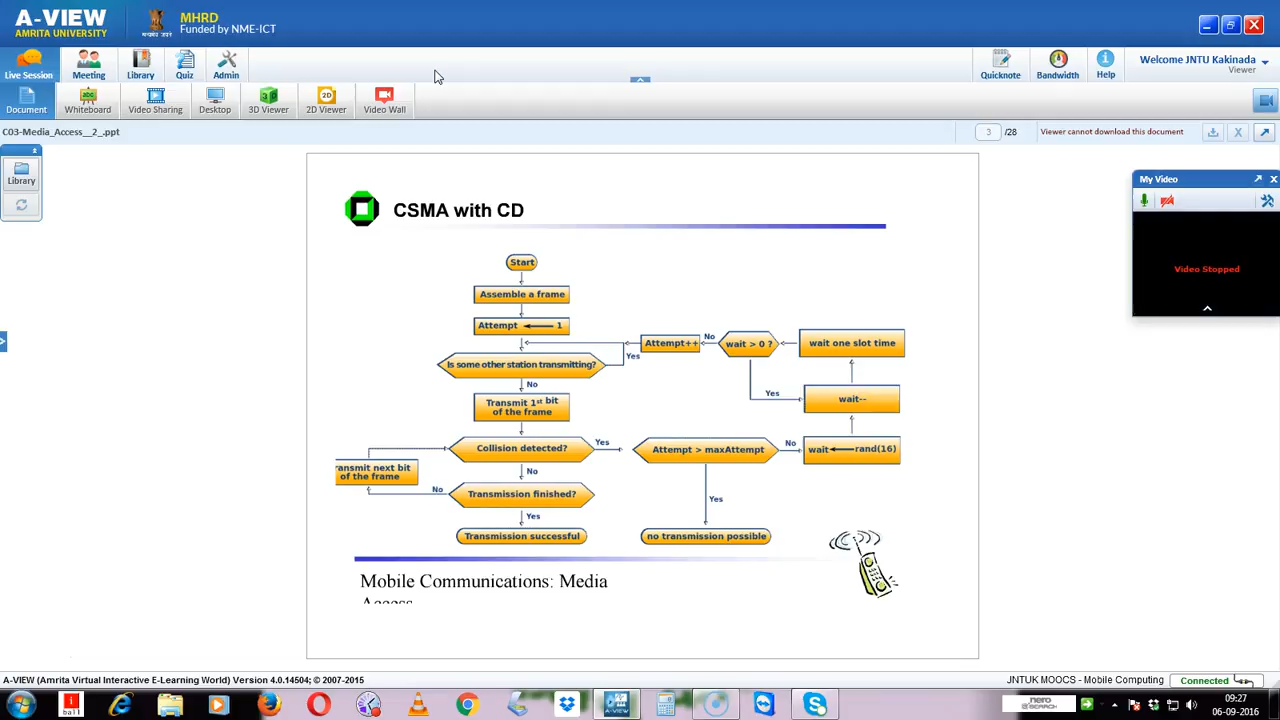 A-VIEW
AMRITA UNIVERSITY
MHRD
Funded by NME-ICT
Live Session
Meeting
Library
Quiz
Admin
Quicknote
Bandwidth
Help
Welcome JNTU Kakinada
Viewer
Document
Whiteboard
Video Sharing
Desktop
3D Viewer
2D Viewer
Video Wall
C03-Media_Access__2_.ppt
3 /28
Viewer cannot download this document
Library
My Video
Video Stopped
CSMA with CD
Start
Assemble a frame
Attempt 1
Is some other station transmitting?
Yes
Attempt++
No
wait > 0 ?
wait one slot time
No
Yes
wait--
Transmit 1st bit
of the frame
Collision detected?
Yes
Attempt > maxAttempt
No
wait rand(16)
ransmit next bit
of the frame
No
No
Transmission finished?
Yes
Yes
Transmission successful
no transmission possible
Mobile Communications: Media
Access
A-VIEW (Amrita Virtual Interactive E-Learning World) Version 4.0.14504; © 2007-2015
JNTUK MOOCS - Mobile Computing
Connected
i
ball
nero
SEARCH
09:27
06-09-2016